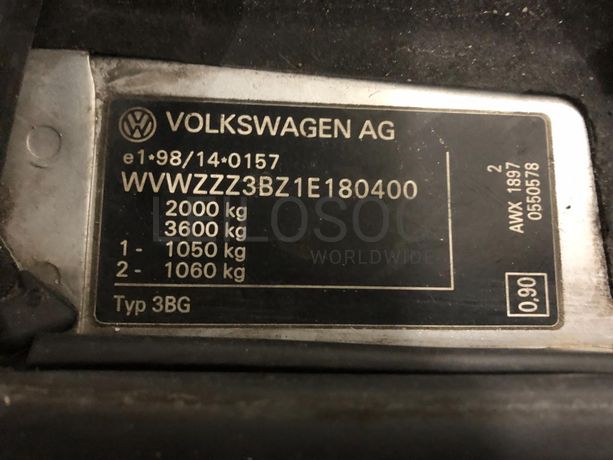 VOLKSWAGEN AG
e1*98/14*0157
WVWZZZ3BZ1E180400
2000 kg
3600 kg
1 - 1050 kg
2 - 1060 kg
Typ 3BG
2
AWX 1897
0550578
0,90
WORLDWIDE